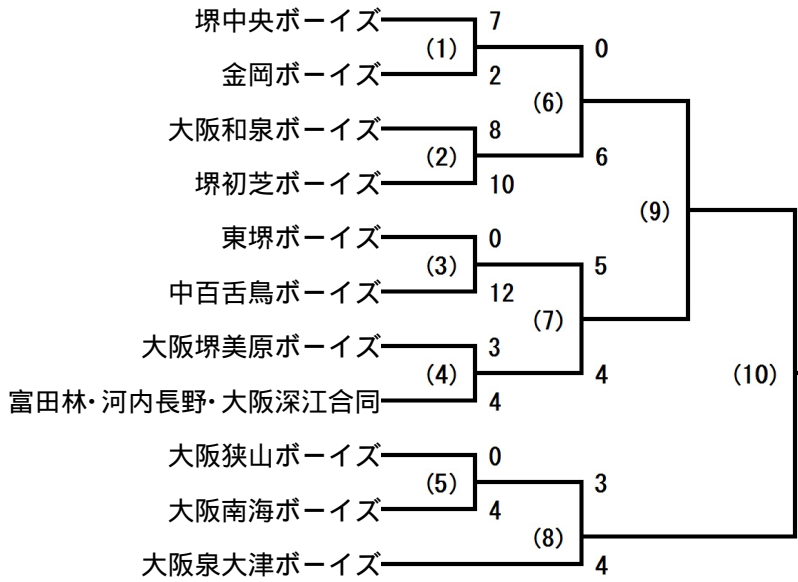 堺中央ボーイズ 7
(1) 0
金岡ボーイズ 2
(6)
大阪和泉ボーイズ 8
(2) 6
堺初芝ボーイズ 10
(9)
東堺ボーイズ 0
(3) 5
中百舌鳥ボーイズ 12
(7)
大阪堺美原ボーイズ 3
(4) 4 (10)
富田林・河内長野・大阪深江合同 4
大阪狭山ボーイズ 0
(5) 3
大阪南海ボーイズ 4
(8)
大阪泉大津ボーイズ 4